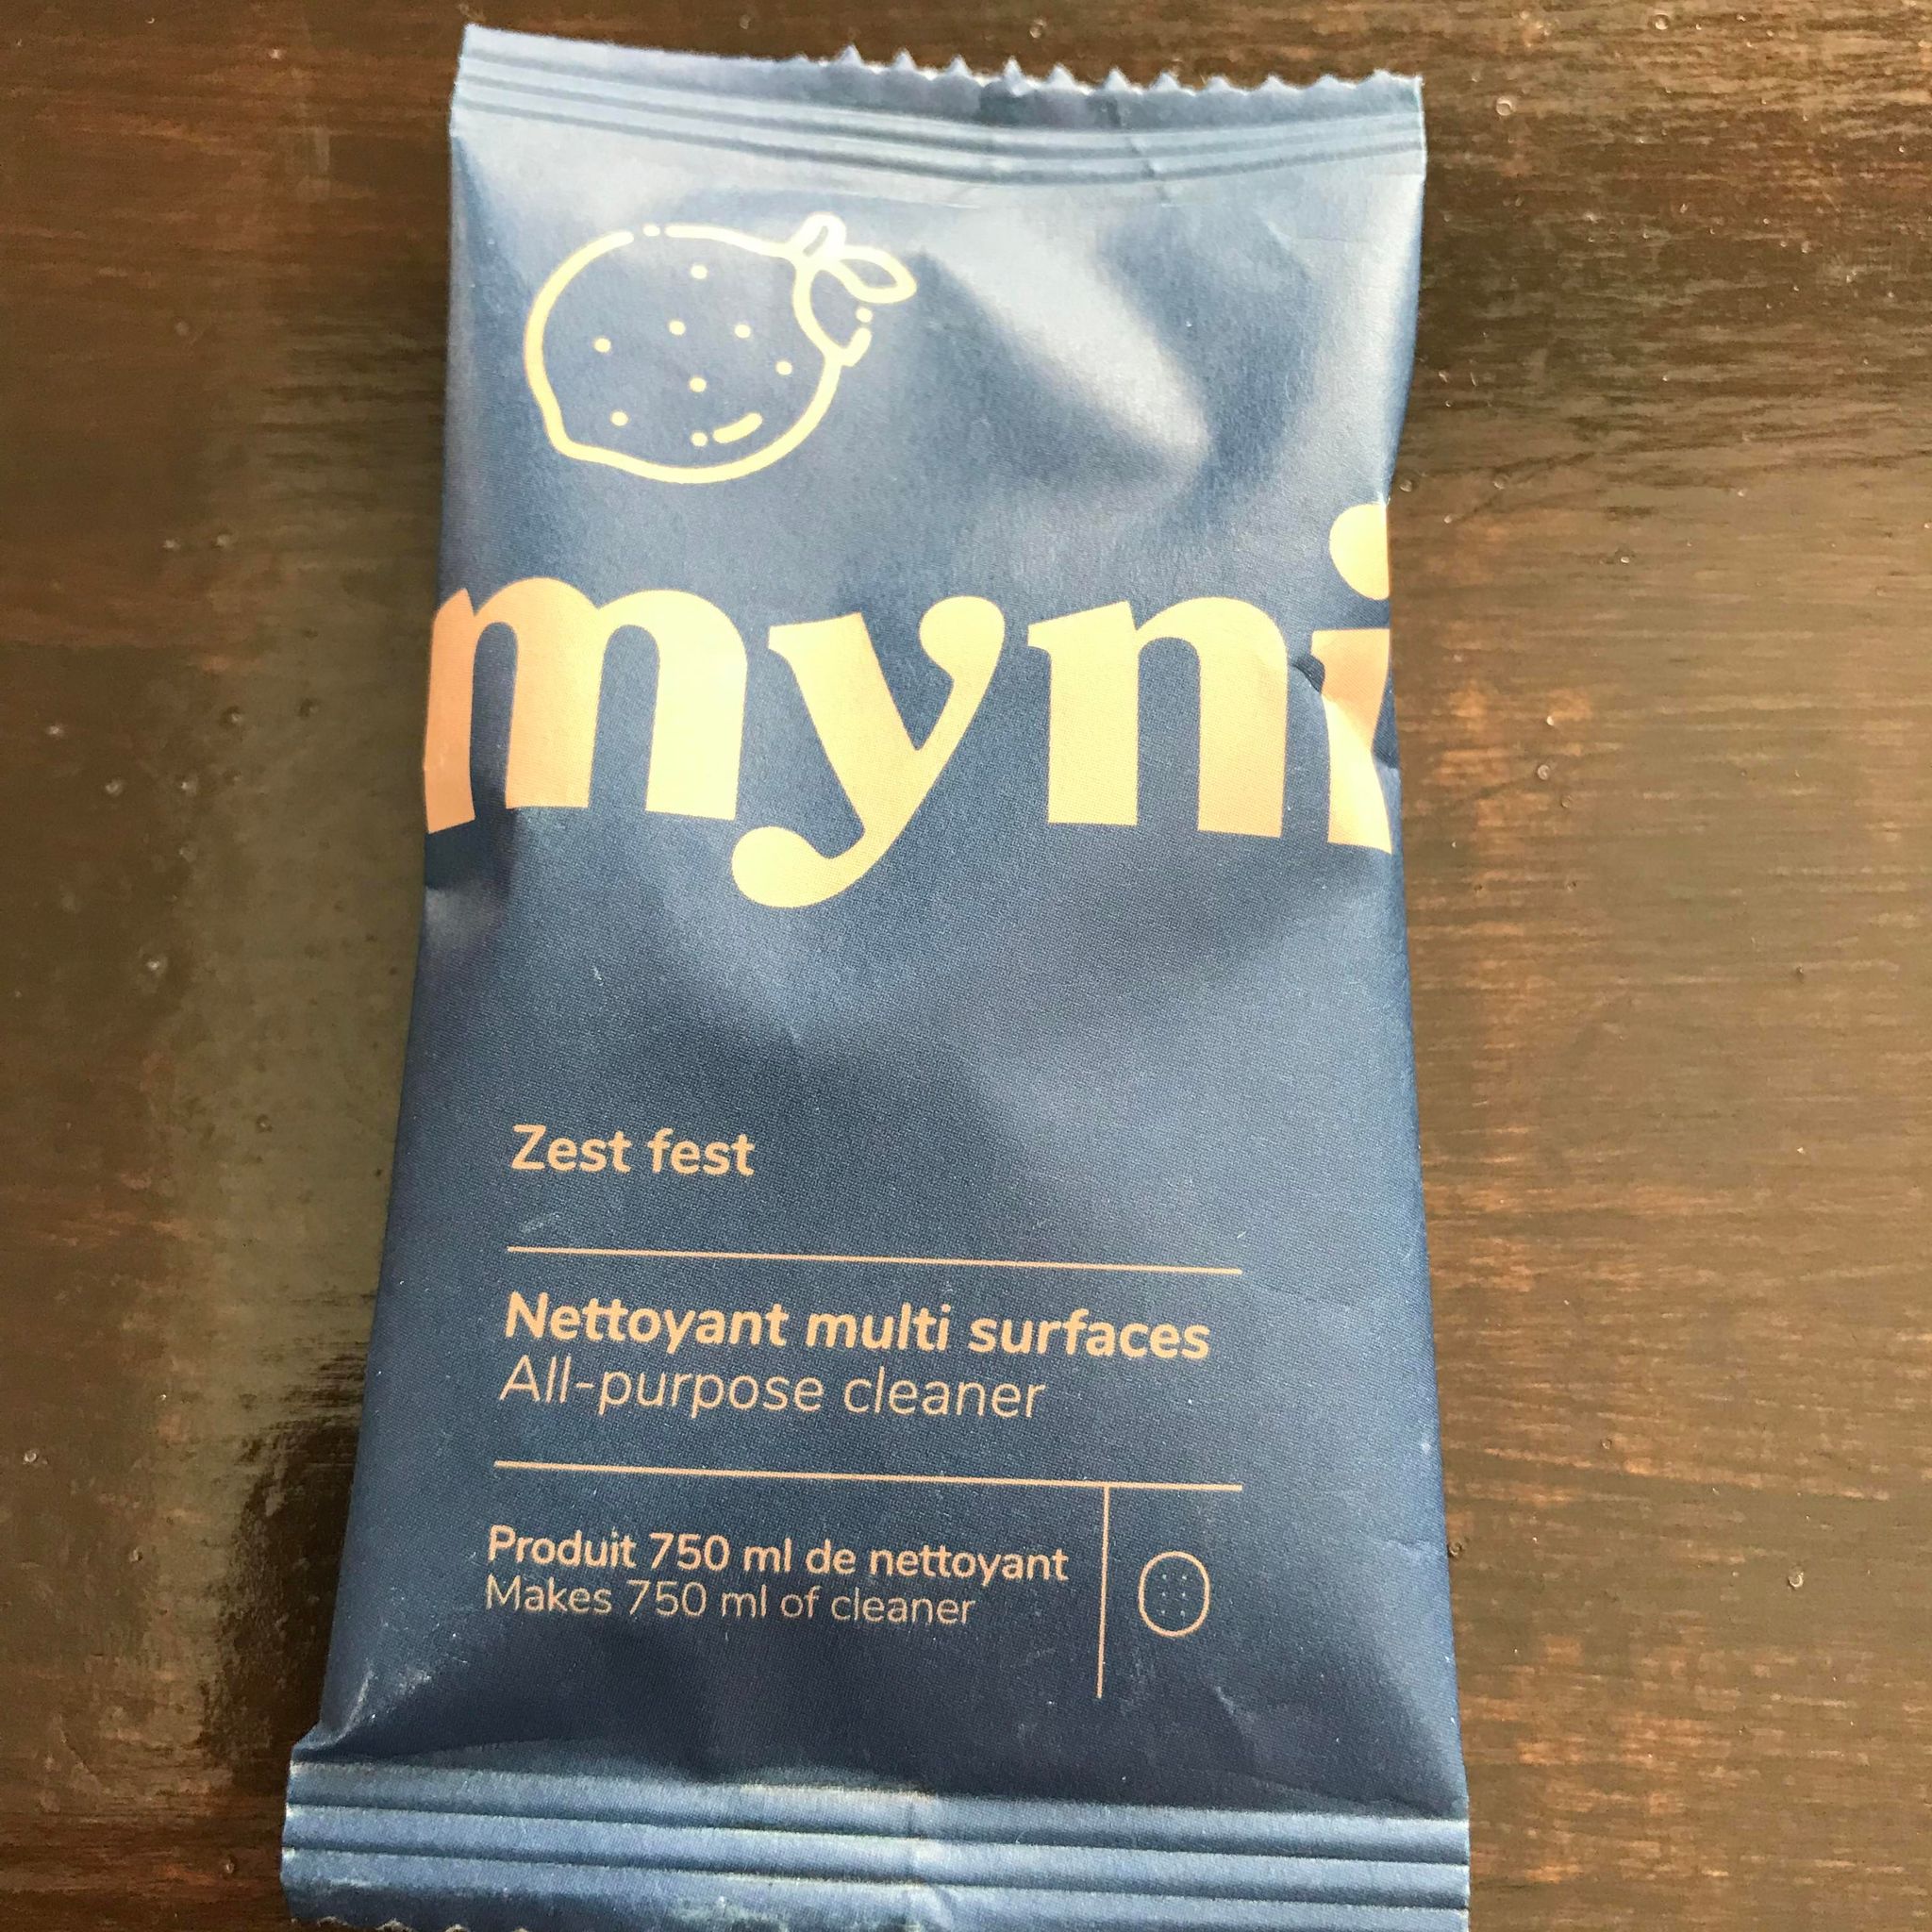 myni
Zest fest
Nettoyant multi surfaces
All-purpose cleaner
Produit 750 ml de nettoyant
Makes 750 ml of cleaner